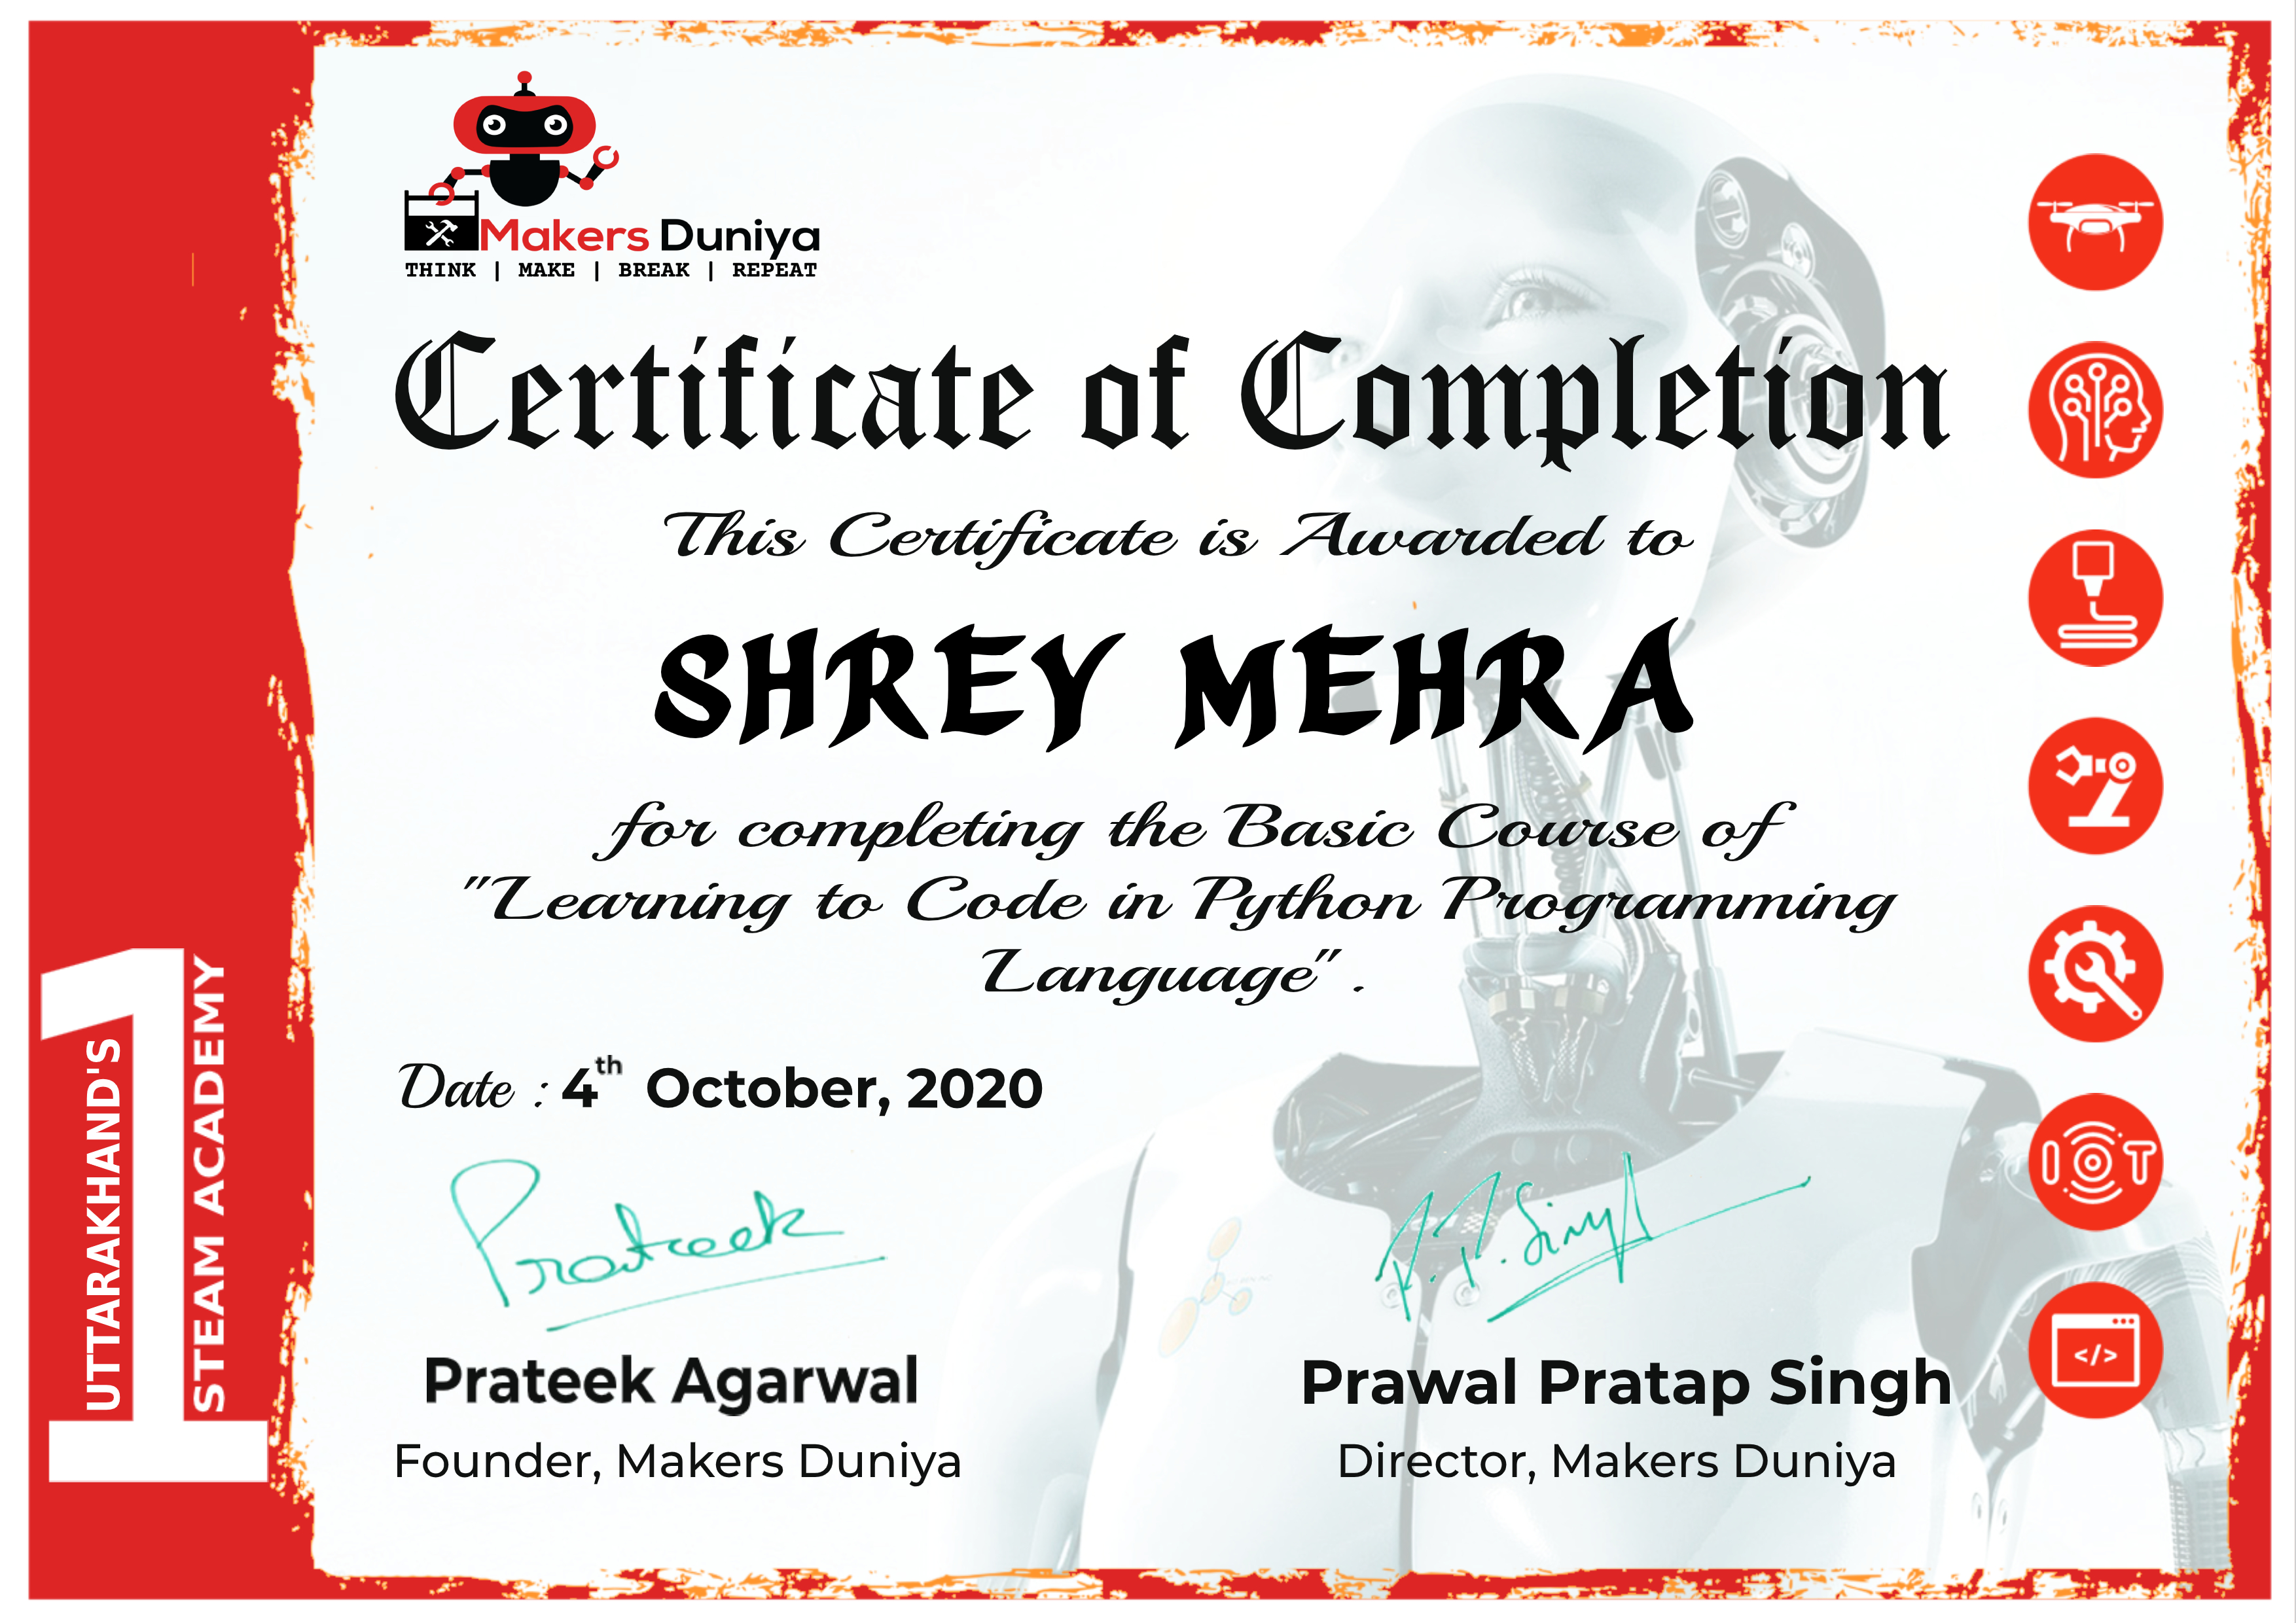 Makers Duniya
THINK | MAKE | BREAK | REPEAT
Certificate of Completion
This Certificate is Awarded to
SHREY MEHRA
for completing the Basic Course of
"Learning to Code in Python Programming
Language" .
Date : 4th October, 2020
Prateek
P.P. Singh
Prateek Agarwal
Prawal Pratap Singh
Founder, Makers Duniya
Director, Makers Duniya
1
UTTARAKHAND'S
STEAM ACADEMY
IOT
</>